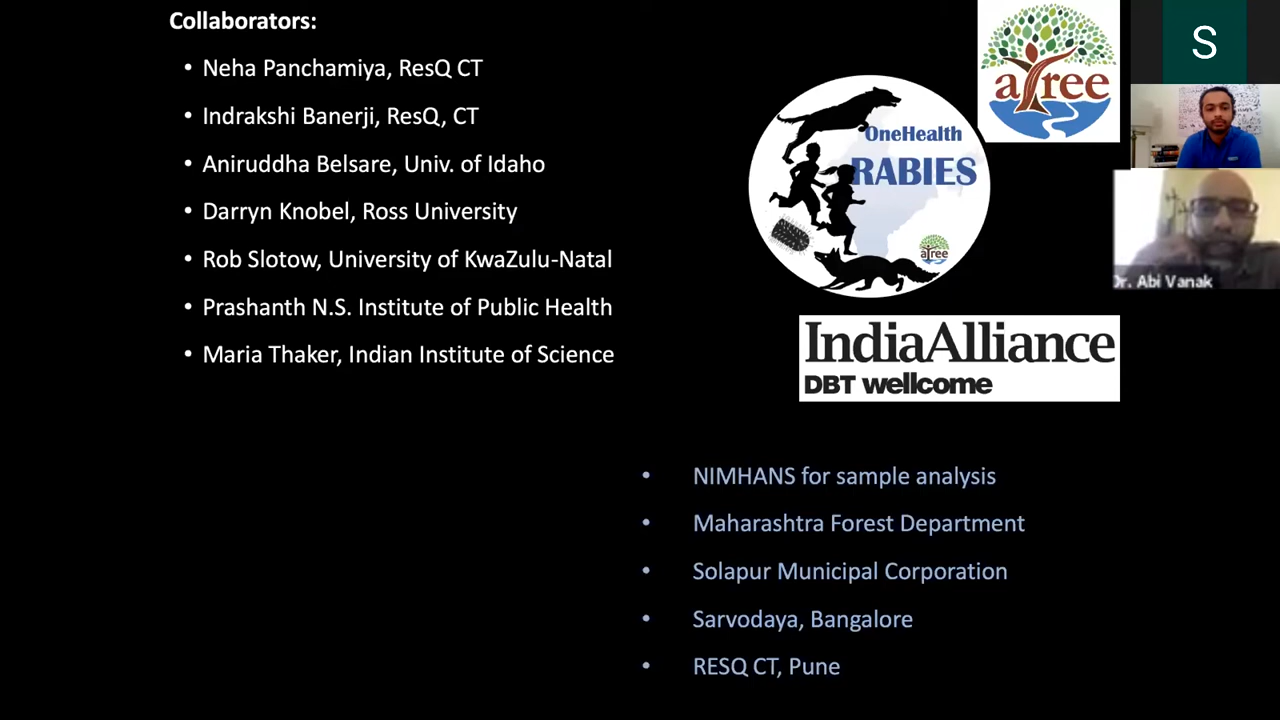 Collaborators:
• Neha Panchamiya, ResQ CT
• Indrakshi Banerji, ResQ, CT
• Aniruddha Belsare, Univ. of Idaho
• Darryn Knobel, Ross University
• Rob Slotow, University of KwaZulu-Natal
• Prashanth N.S. Institute of Public Health
• Maria Thaker, Indian Institute of Science
aTree
S
OneHealth
RABIES
aTree
Dr. Abi Vanak
IndiaAlliance
DBT wellcome
• NIMHANS for sample analysis
• Maharashtra Forest Department
• Solapur Municipal Corporation
• Sarvodaya, Bangalore
• RESQ CT, Pune